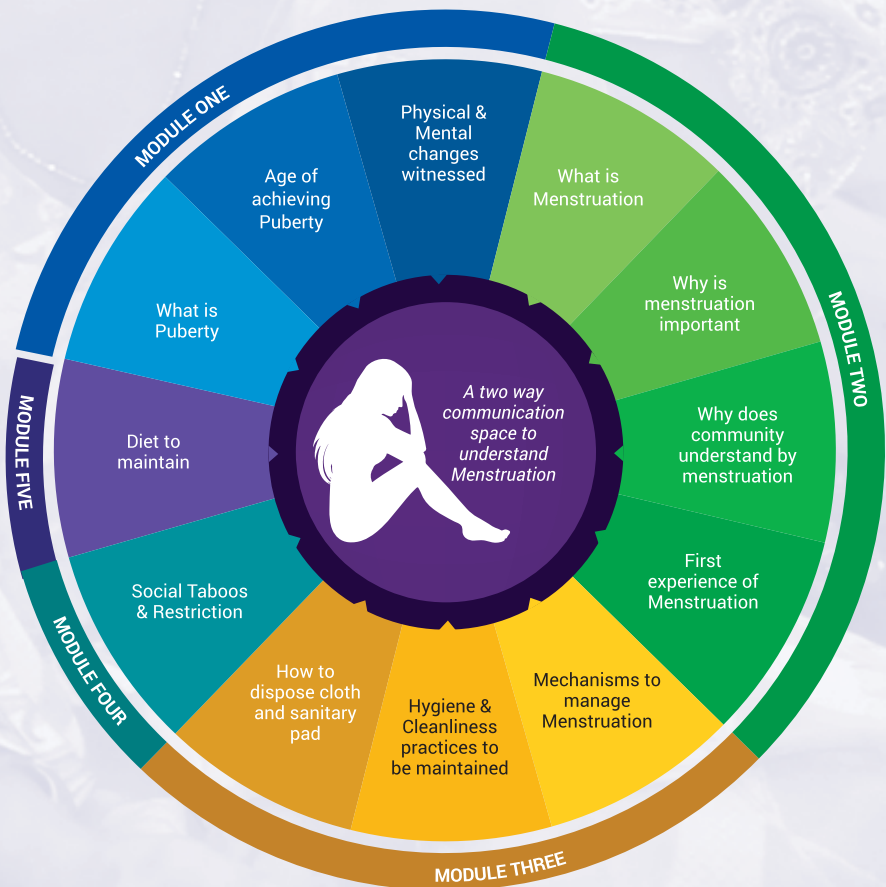 MODULE ONE
What is
Puberty
Age of
achieving
Puberty
Physical &
Mental
changes
witnessed
MODULE TWO
What is
Menstruation
Why is
menstruation
important
Why does
community
understand by
menstruation
First
experience of
Menstruation
MODULE THREE
Mechanisms to
manage
Menstruation
Hygiene &
Cleanliness
practices to
be maintained
How to
dispose cloth
and sanitary
pad
MODULE FOUR
Social Taboos
& Restriction
MODULE FIVE
Diet to
maintain
A two way
communication
space to
understand
Menstruation